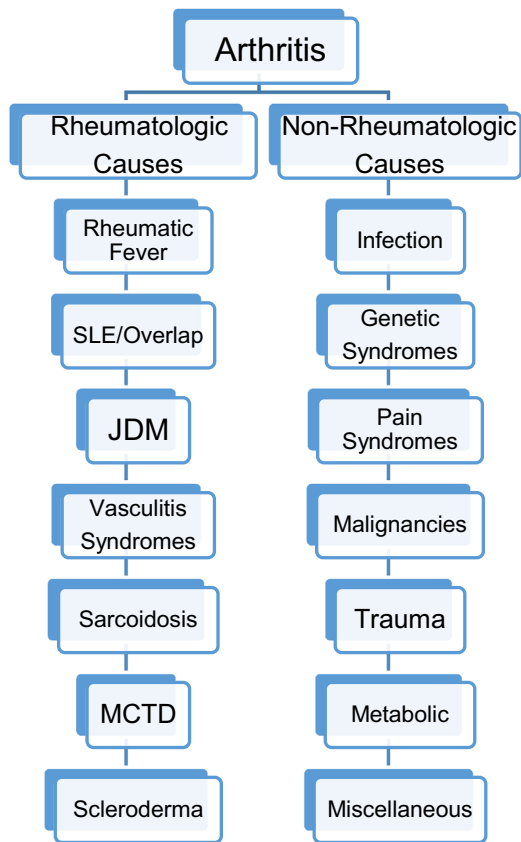 Arthritis
Rheumatologic
Causes
Rheumatic
Fever
SLE/Overlap
JDM
Vasculitis
Syndromes
Sarcoidosis
MCTD
Scleroderma
Non-Rheumatologic
Causes
Infection
Genetic
Syndromes
Pain
Syndromes
Malignancies
Trauma
Metabolic
Miscellaneous